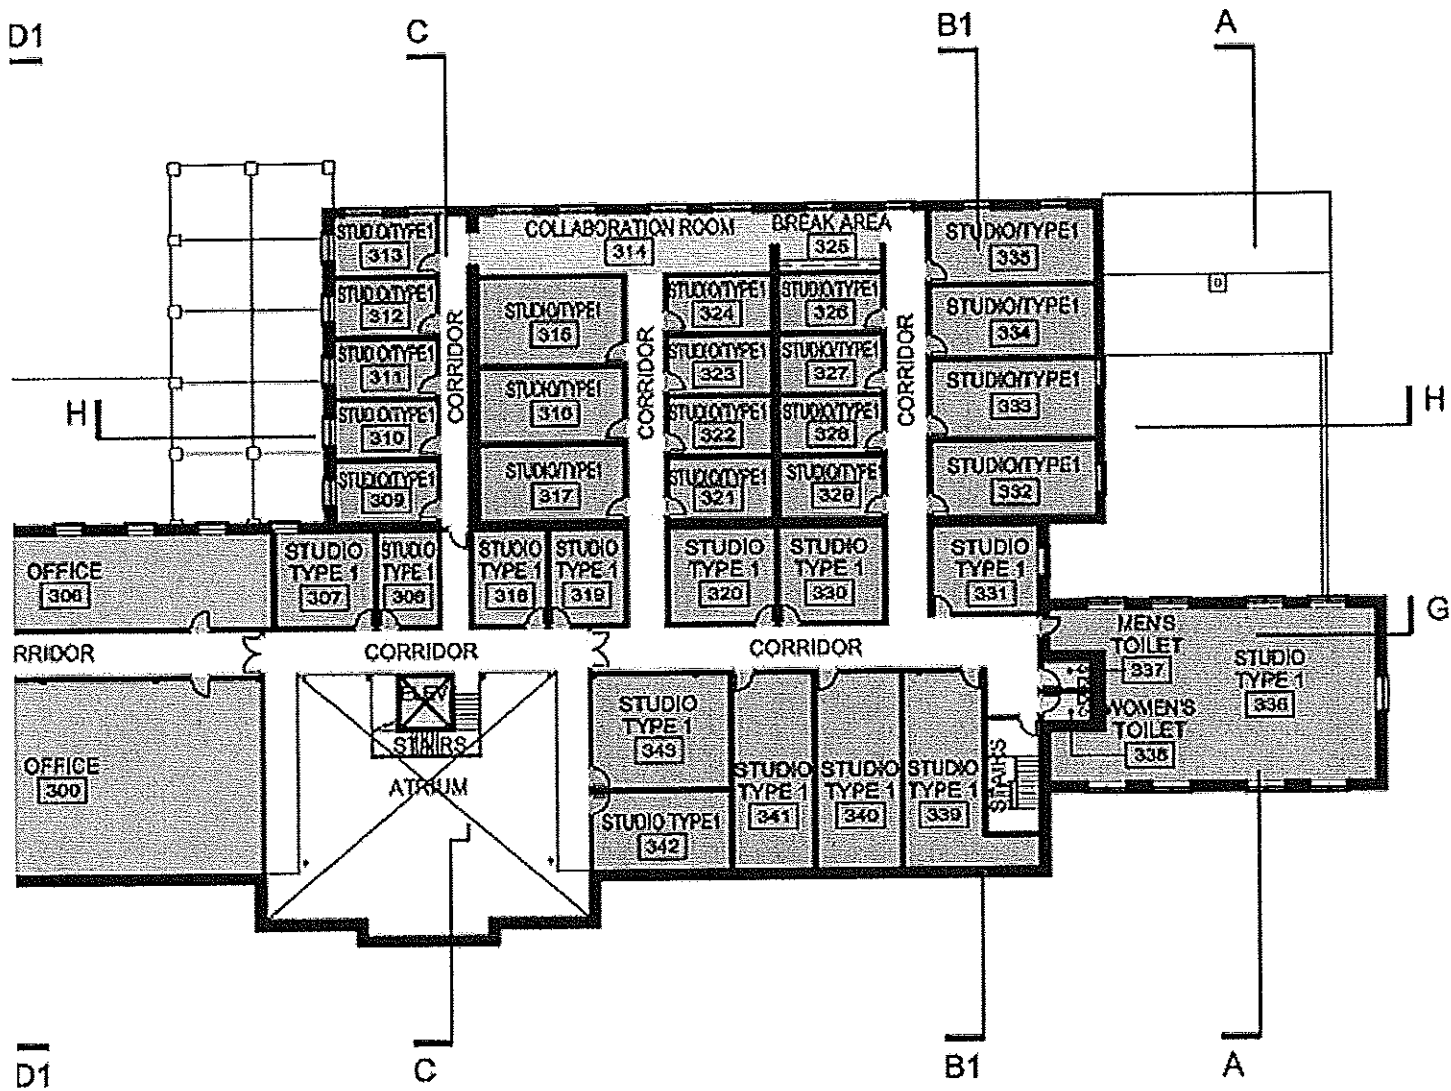 D1
C
B1
A
STUDIO/TYPE1
313
COLLABORATION ROOM
314
BREAK AREA
325
STUDIO/TYPE1
335
STUDIO/TYPE1
312
STUDIO/TYPE1
315
STUDIO/TYPE1
324
STUDIO/TYPE1
326
STUDIO/TYPE1
334
D
CORRIDOR
CORRIDOR
CORRIDOR
STUDIO/TYPE1
311
STUDIO/TYPE1
316
STUDIO/TYPE1
323
STUDIO/TYPE1
327
STUDIO/TYPE1
333
H
H
STUDIO/TYPE1
310
STUDIO/TYPE1
322
STUDIO/TYPE1
328
STUDIO/TYPE1
309
STUDIO/TYPE1
317
STUDIO/TYPE1
321
STUDIO/TYPE1
329
STUDIO/TYPE1
332
OFFICE
306
STUDIO
TYPE 1
307
STUDIO
TYPE 1
308
STUDIO
TYPE 1
318
STUDIO
TYPE 1
319
STUDIO
TYPE 1
320
STUDIO
TYPE 1
330
STUDIO
TYPE 1
331
G
RRIDOR
CORRIDOR
CORRIDOR
MEN'S
TOILET
337
STUDIO
TYPE 1
336
WOMEN'S
TOILET
338
ELEV
STAIRS
ATRIUM
OFFICE
300
STUDIO
TYPE 1
343
STUDIO TYPE1
342
STUDIO
TYPE 1
341
STUDIO
TYPE 1
340
STUDIO
TYPE 1
339
STAIRS
D1
C
B1
A